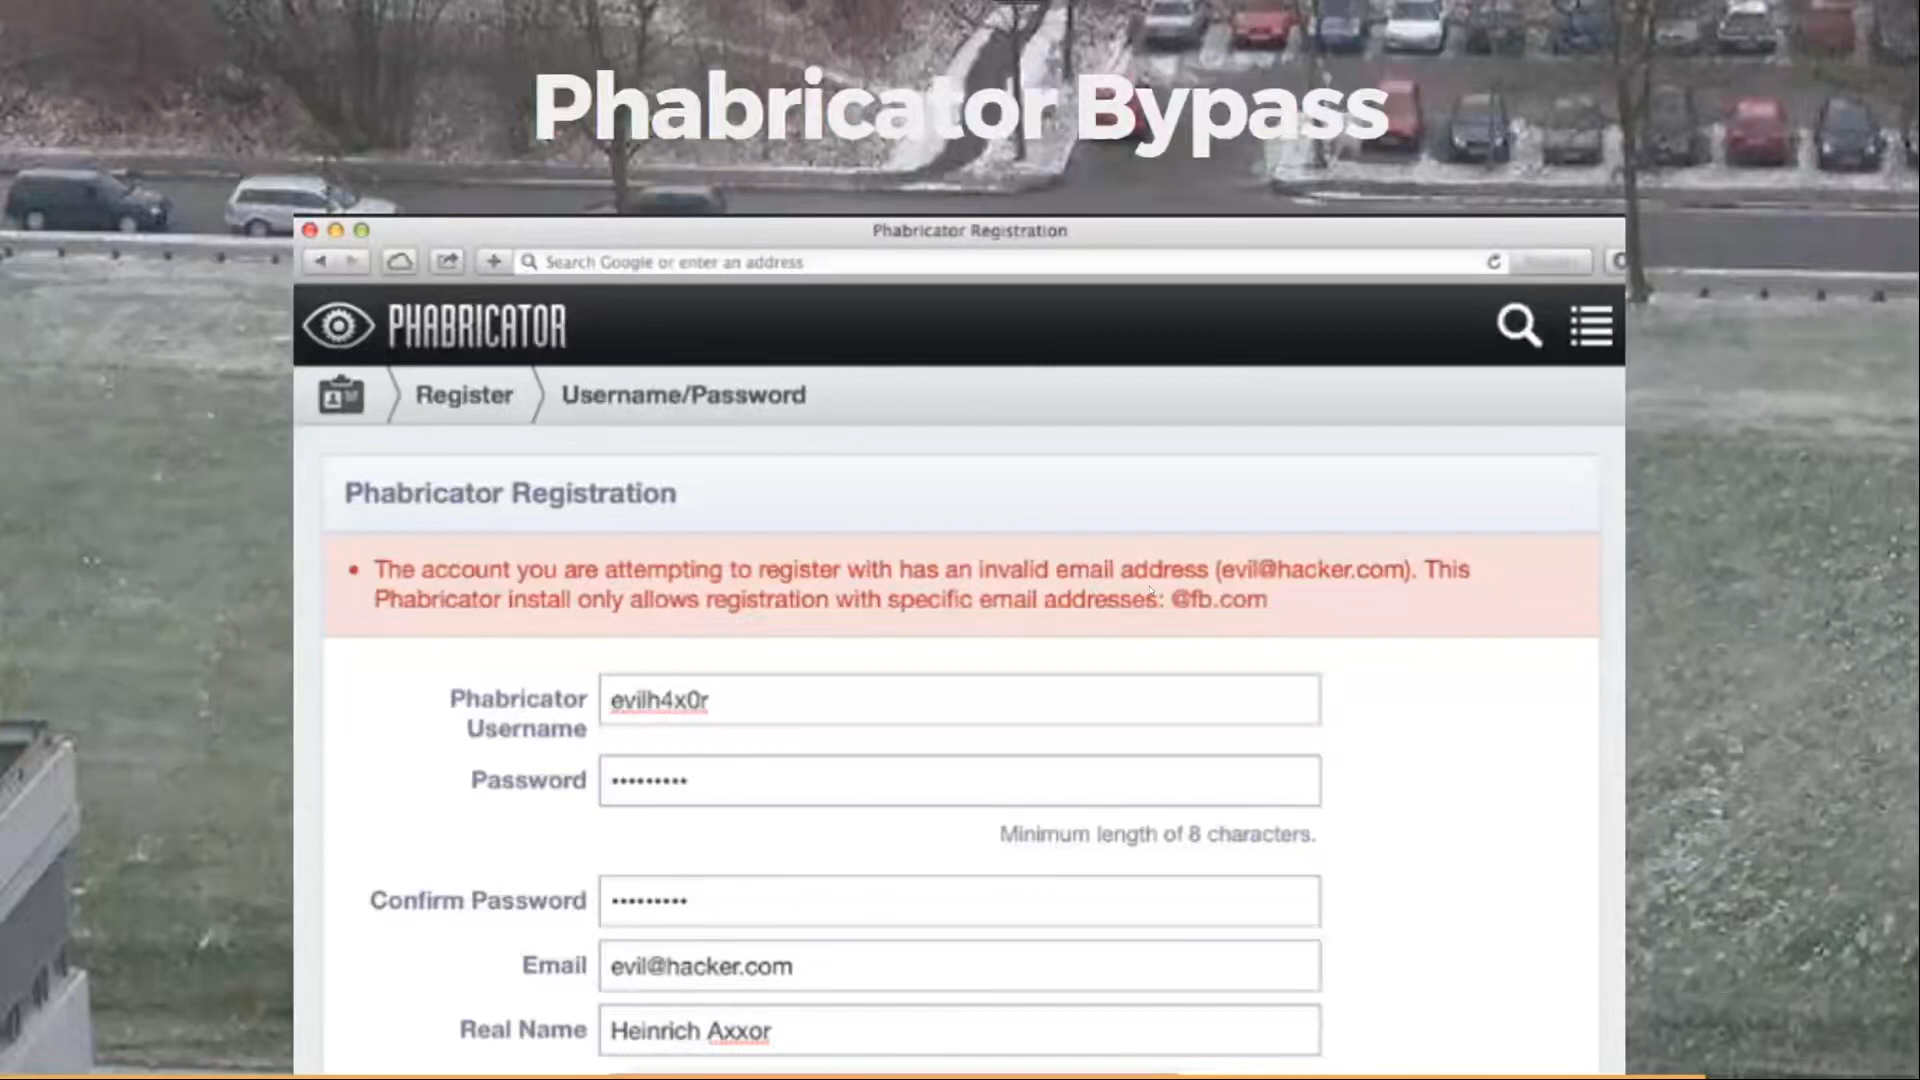 Phabricator Bypass
Phabricator Registration
Search Google or enter an address
PHABRICATOR
Register
Username/Password
Phabricator Registration
• The account you are attempting to register with has an invalid email address (evil@hacker.com). This
Phabricator install only allows registration with specific email addresses: @fb.com
Phabricator
Username
evilh4x0r
Password
•••••••••
Minimum length of 8 characters.
Confirm Password
•••••••••
Email
evil@hacker.com
Real Name
Heinrich Axxor